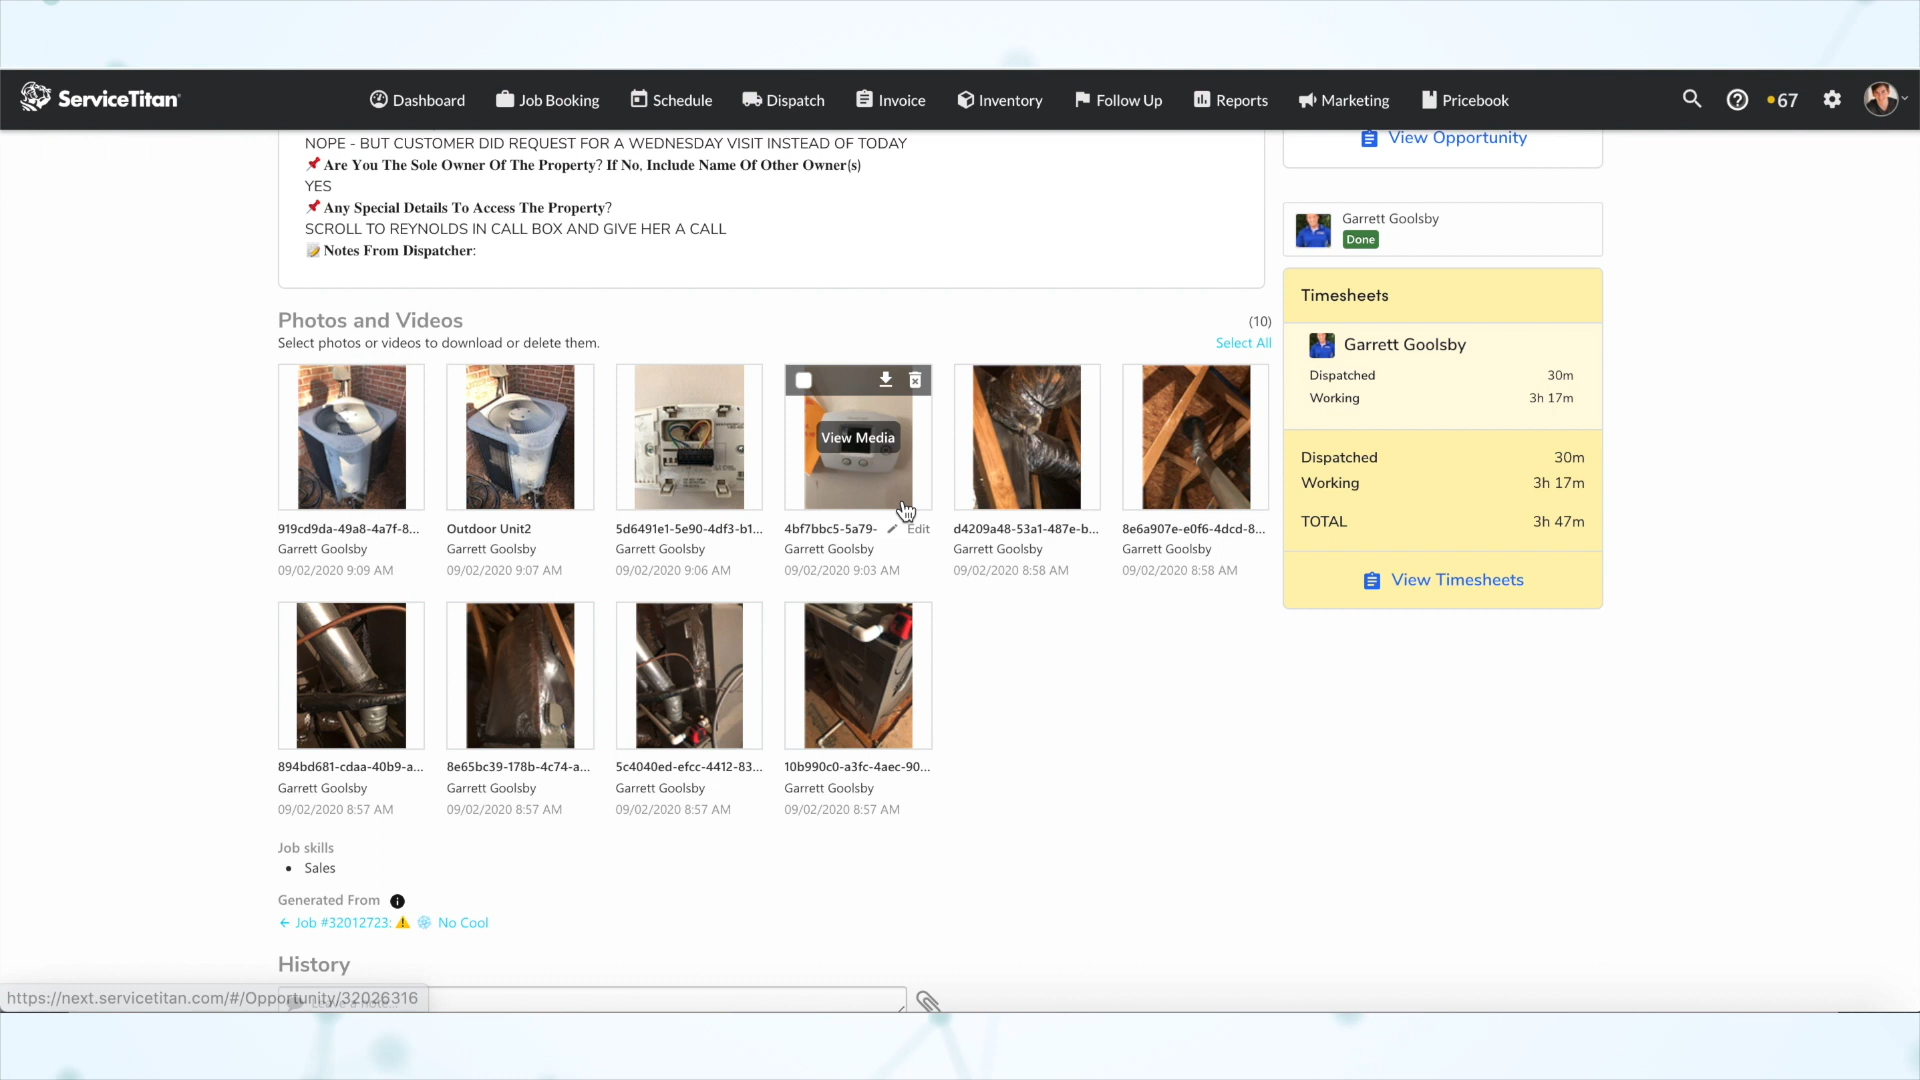 ServiceTitan
Dashboard
Job Booking
Schedule
Dispatch
Invoice
Inventory
Follow Up
Reports
Marketing
Pricebook
67
NOPE - BUT CUSTOMER DID REQUEST FOR A WEDNESDAY VISIT INSTEAD OF TODAY
📌 Are You The Sole Owner Of The Property? If No, Include Name Of Other Owner(s)
YES
📌 Any Special Details To Access The Property?
SCROLL TO REYNOLDS IN CALL BOX AND GIVE HER A CALL
📝 Notes From Dispatcher:
View Opportunity
Garrett Goolsby
Done
Timesheets
Garrett Goolsby
Dispatched 30m
Working 3h 17m
Dispatched 30m
Working 3h 17m
TOTAL 3h 47m
View Timesheets
Photos and Videos
(10)
Select photos or videos to download or delete them.
Select All
View Media
919cd9da-49a8-4a7f-8...
Garrett Goolsby
09/02/2020 9:09 AM
Outdoor Unit2
Garrett Goolsby
09/02/2020 9:07 AM
5d6491e1-5e90-4df3-b1...
Garrett Goolsby
09/02/2020 9:06 AM
4bf7bbc5-5a79- Edit
Garrett Goolsby
09/02/2020 9:03 AM
d4209a48-53a1-487e-b...
Garrett Goolsby
09/02/2020 8:58 AM
8e6a907e-e0f6-4dcd-8...
Garrett Goolsby
09/02/2020 8:58 AM
894bd681-cdaa-40b9-a...
Garrett Goolsby
09/02/2020 8:57 AM
8e65bc39-178b-4c74-a...
Garrett Goolsby
09/02/2020 8:57 AM
5c4040ed-efcc-4412-83...
Garrett Goolsby
09/02/2020 8:57 AM
10b990c0-a3fc-4aec-90...
Garrett Goolsby
09/02/2020 8:57 AM
Job skills
• Sales
Generated From
← Job #32012723: ⚠ No Cool
History
https://next.servicetitan.com/#/Opportunity/32026316